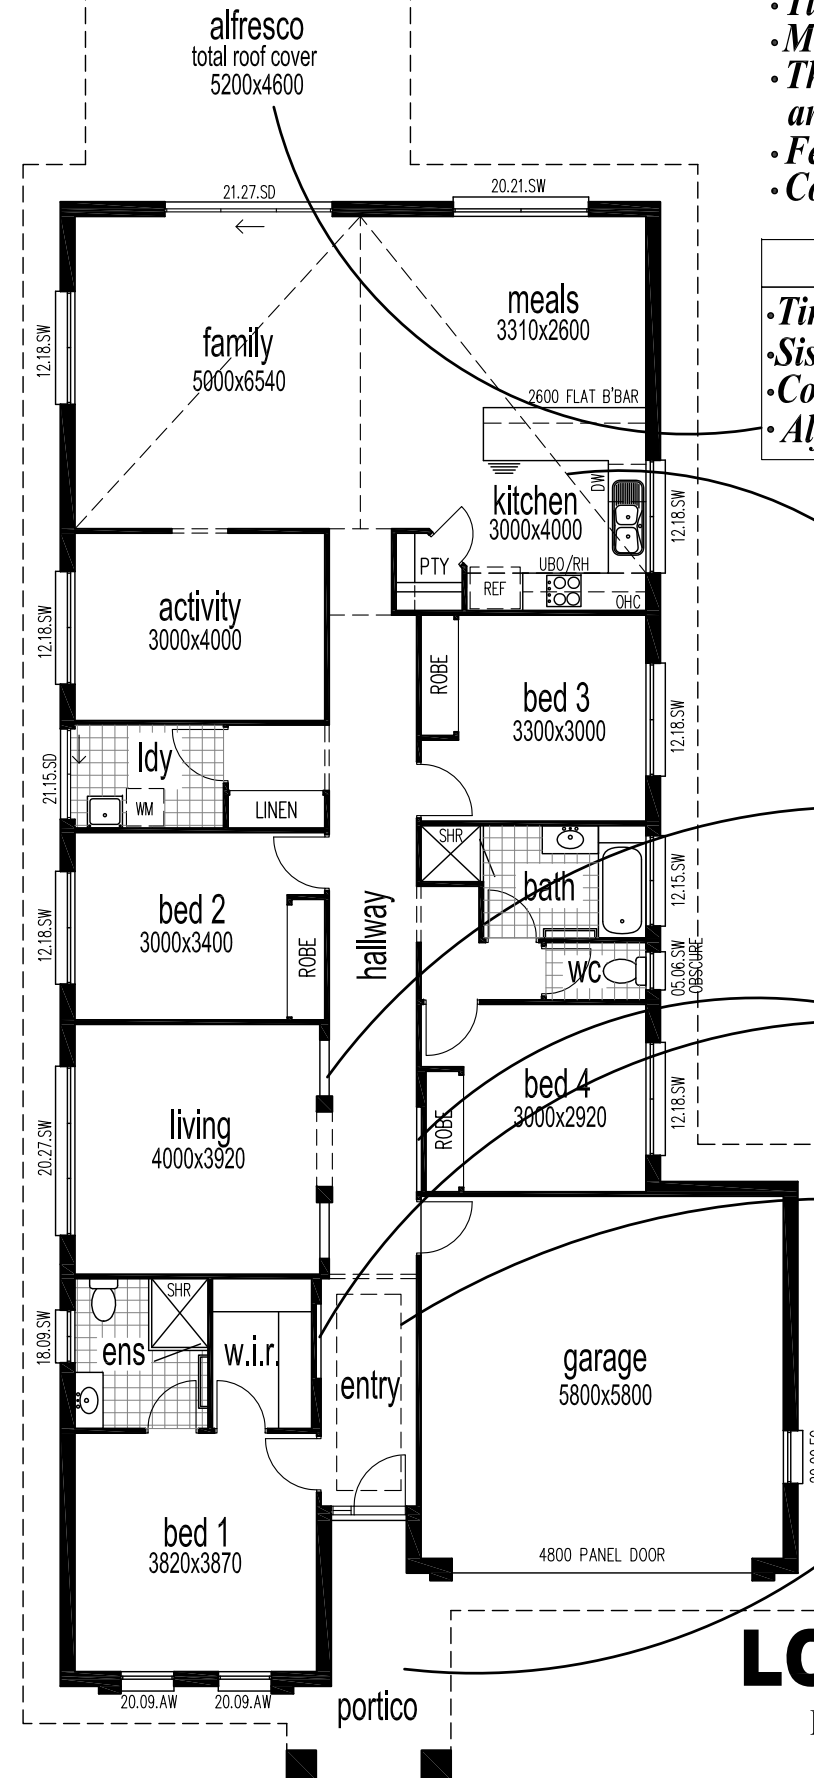 alfresco
total roof cover
5200x4600
21.27.SD
20.21.SW
meals
3310x2600
family
5000x6540
12.18.SW
2600 FLAT B'BAR
kitchen
3000x4000
DW
12.18.SW
PTY
REF
UBO/RH
OHC
activity
3000x4000
12.18.SW
ROBE
bed 3
3300x3000
12.18.SW
ldy
21.15.SD
WM
LINEN
SHR
bath
12.15.SW
bed 2
3000x3400
12.18.SW
ROBE
hallway
wc
05.06.SW
OBSCURE
living
4000x3920
20.27.SW
ROBE
bed 4
3000x2920
12.18.SW
SHR
ens
18.09.SW
w.i.r.
entry
garage
5800x5800
bed 1
3820x3870
4800 PANEL DOOR
20.09.AW
20.09.AW
portico